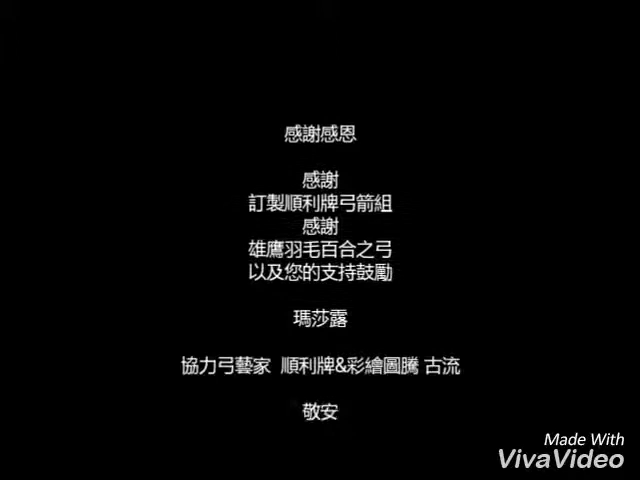 感謝感恩
感謝
訂製順利牌弓箭組
感謝
雄鷹羽毛百合之弓
以及您的支持鼓勵
瑪莎露
協力弓藝家 順利牌&彩繪圖騰 古流
敬安
Made With
VivaVideo